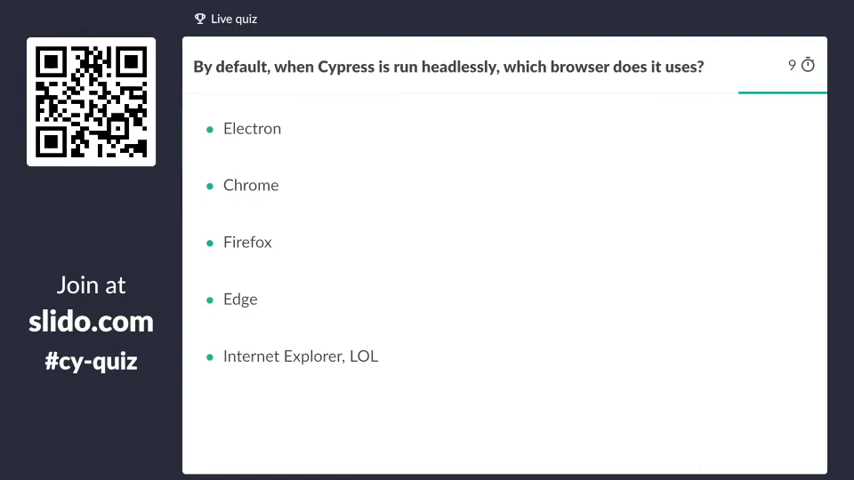 Live quiz
By default, when Cypress is run headlessly, which browser does it uses?
9
Electron
Chrome
Firefox
Edge
Internet Explorer, LOL
Join at
slido.com
#cy-quiz